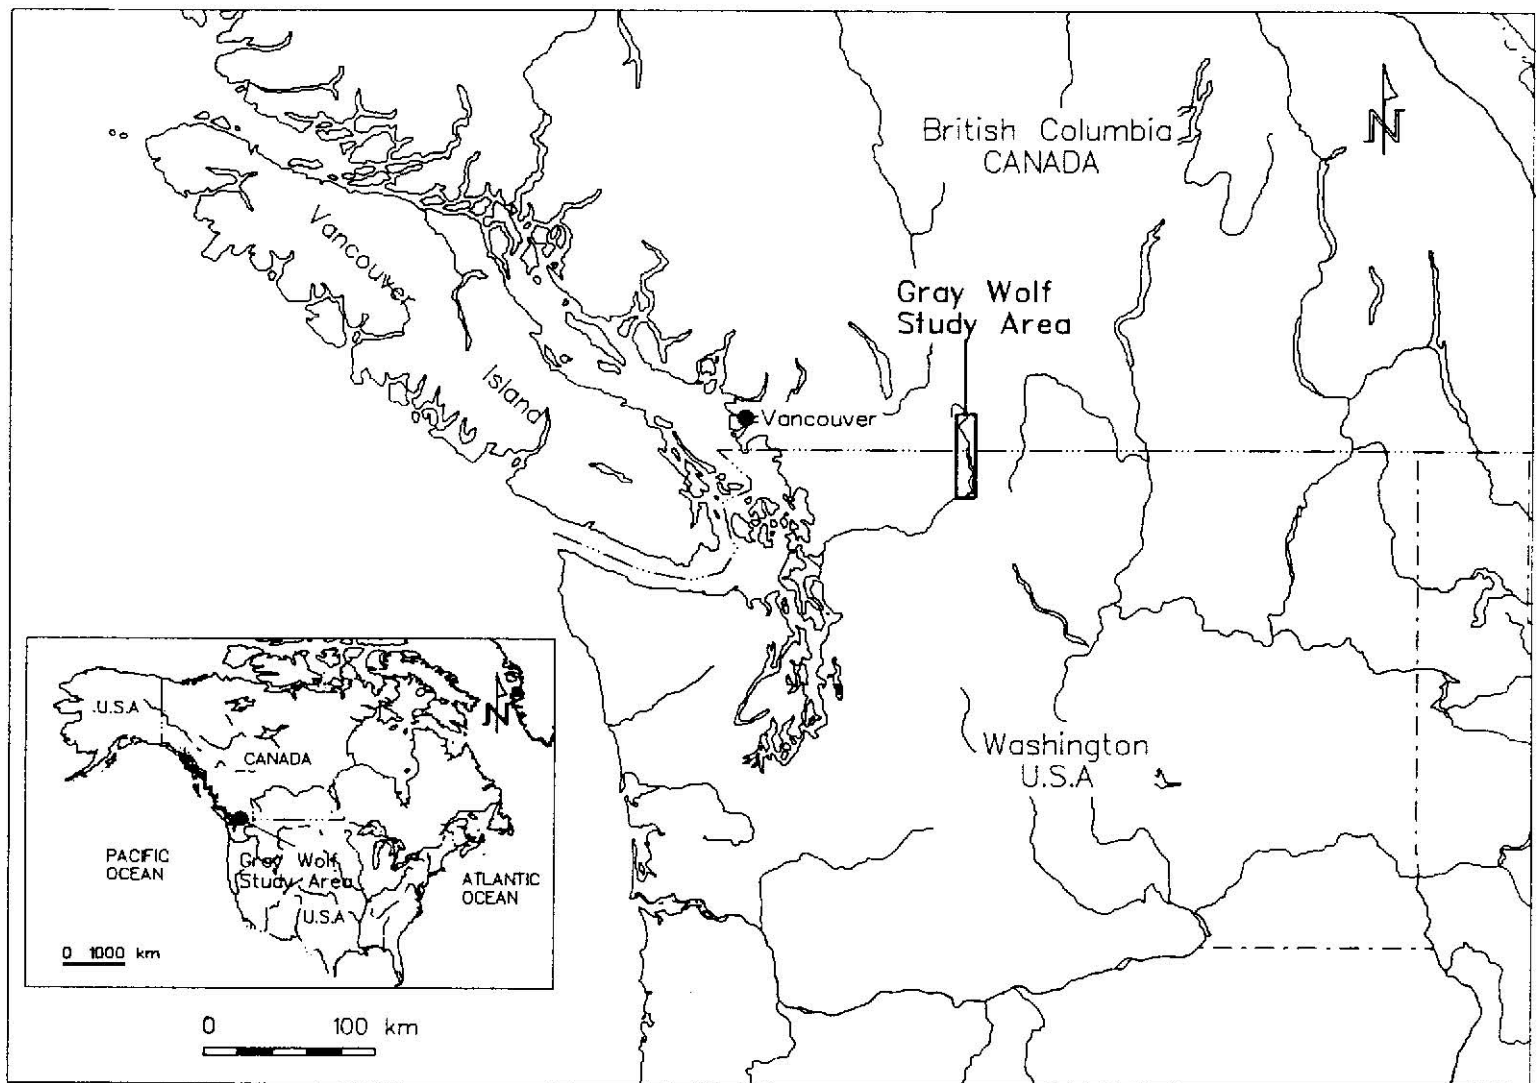 British Columbia
CANADA
N
Vancouver
Island
Gray Wolf
Study Area
Vancouver
Washington
U.S.A
U.S.A
CANADA
N
PACIFIC
OCEAN
Gray Wolf
Study Area
U.S.A
ATLANTIC
OCEAN
0 1000 km
0 100 km